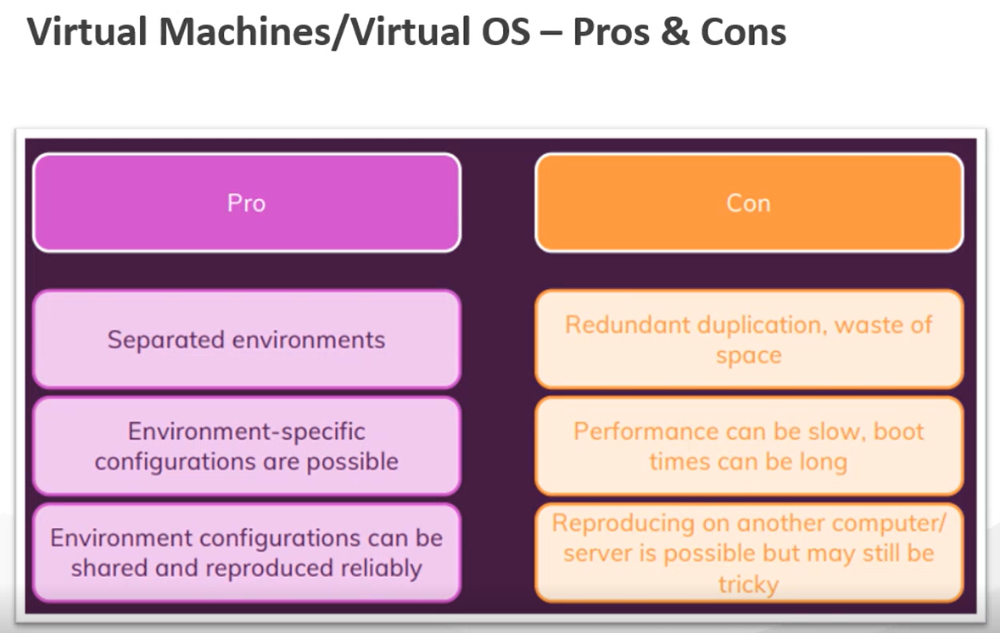 Virtual Machines/Virtual OS – Pros & Cons
Pro
Con
Separated environments
Redundant duplication, waste of
space
Environment-specific
configurations are possible
Performance can be slow, boot
times can be long
Environment configurations can be
shared and reproduced reliably
Reproducing on another computer/
server is possible but may still be
tricky